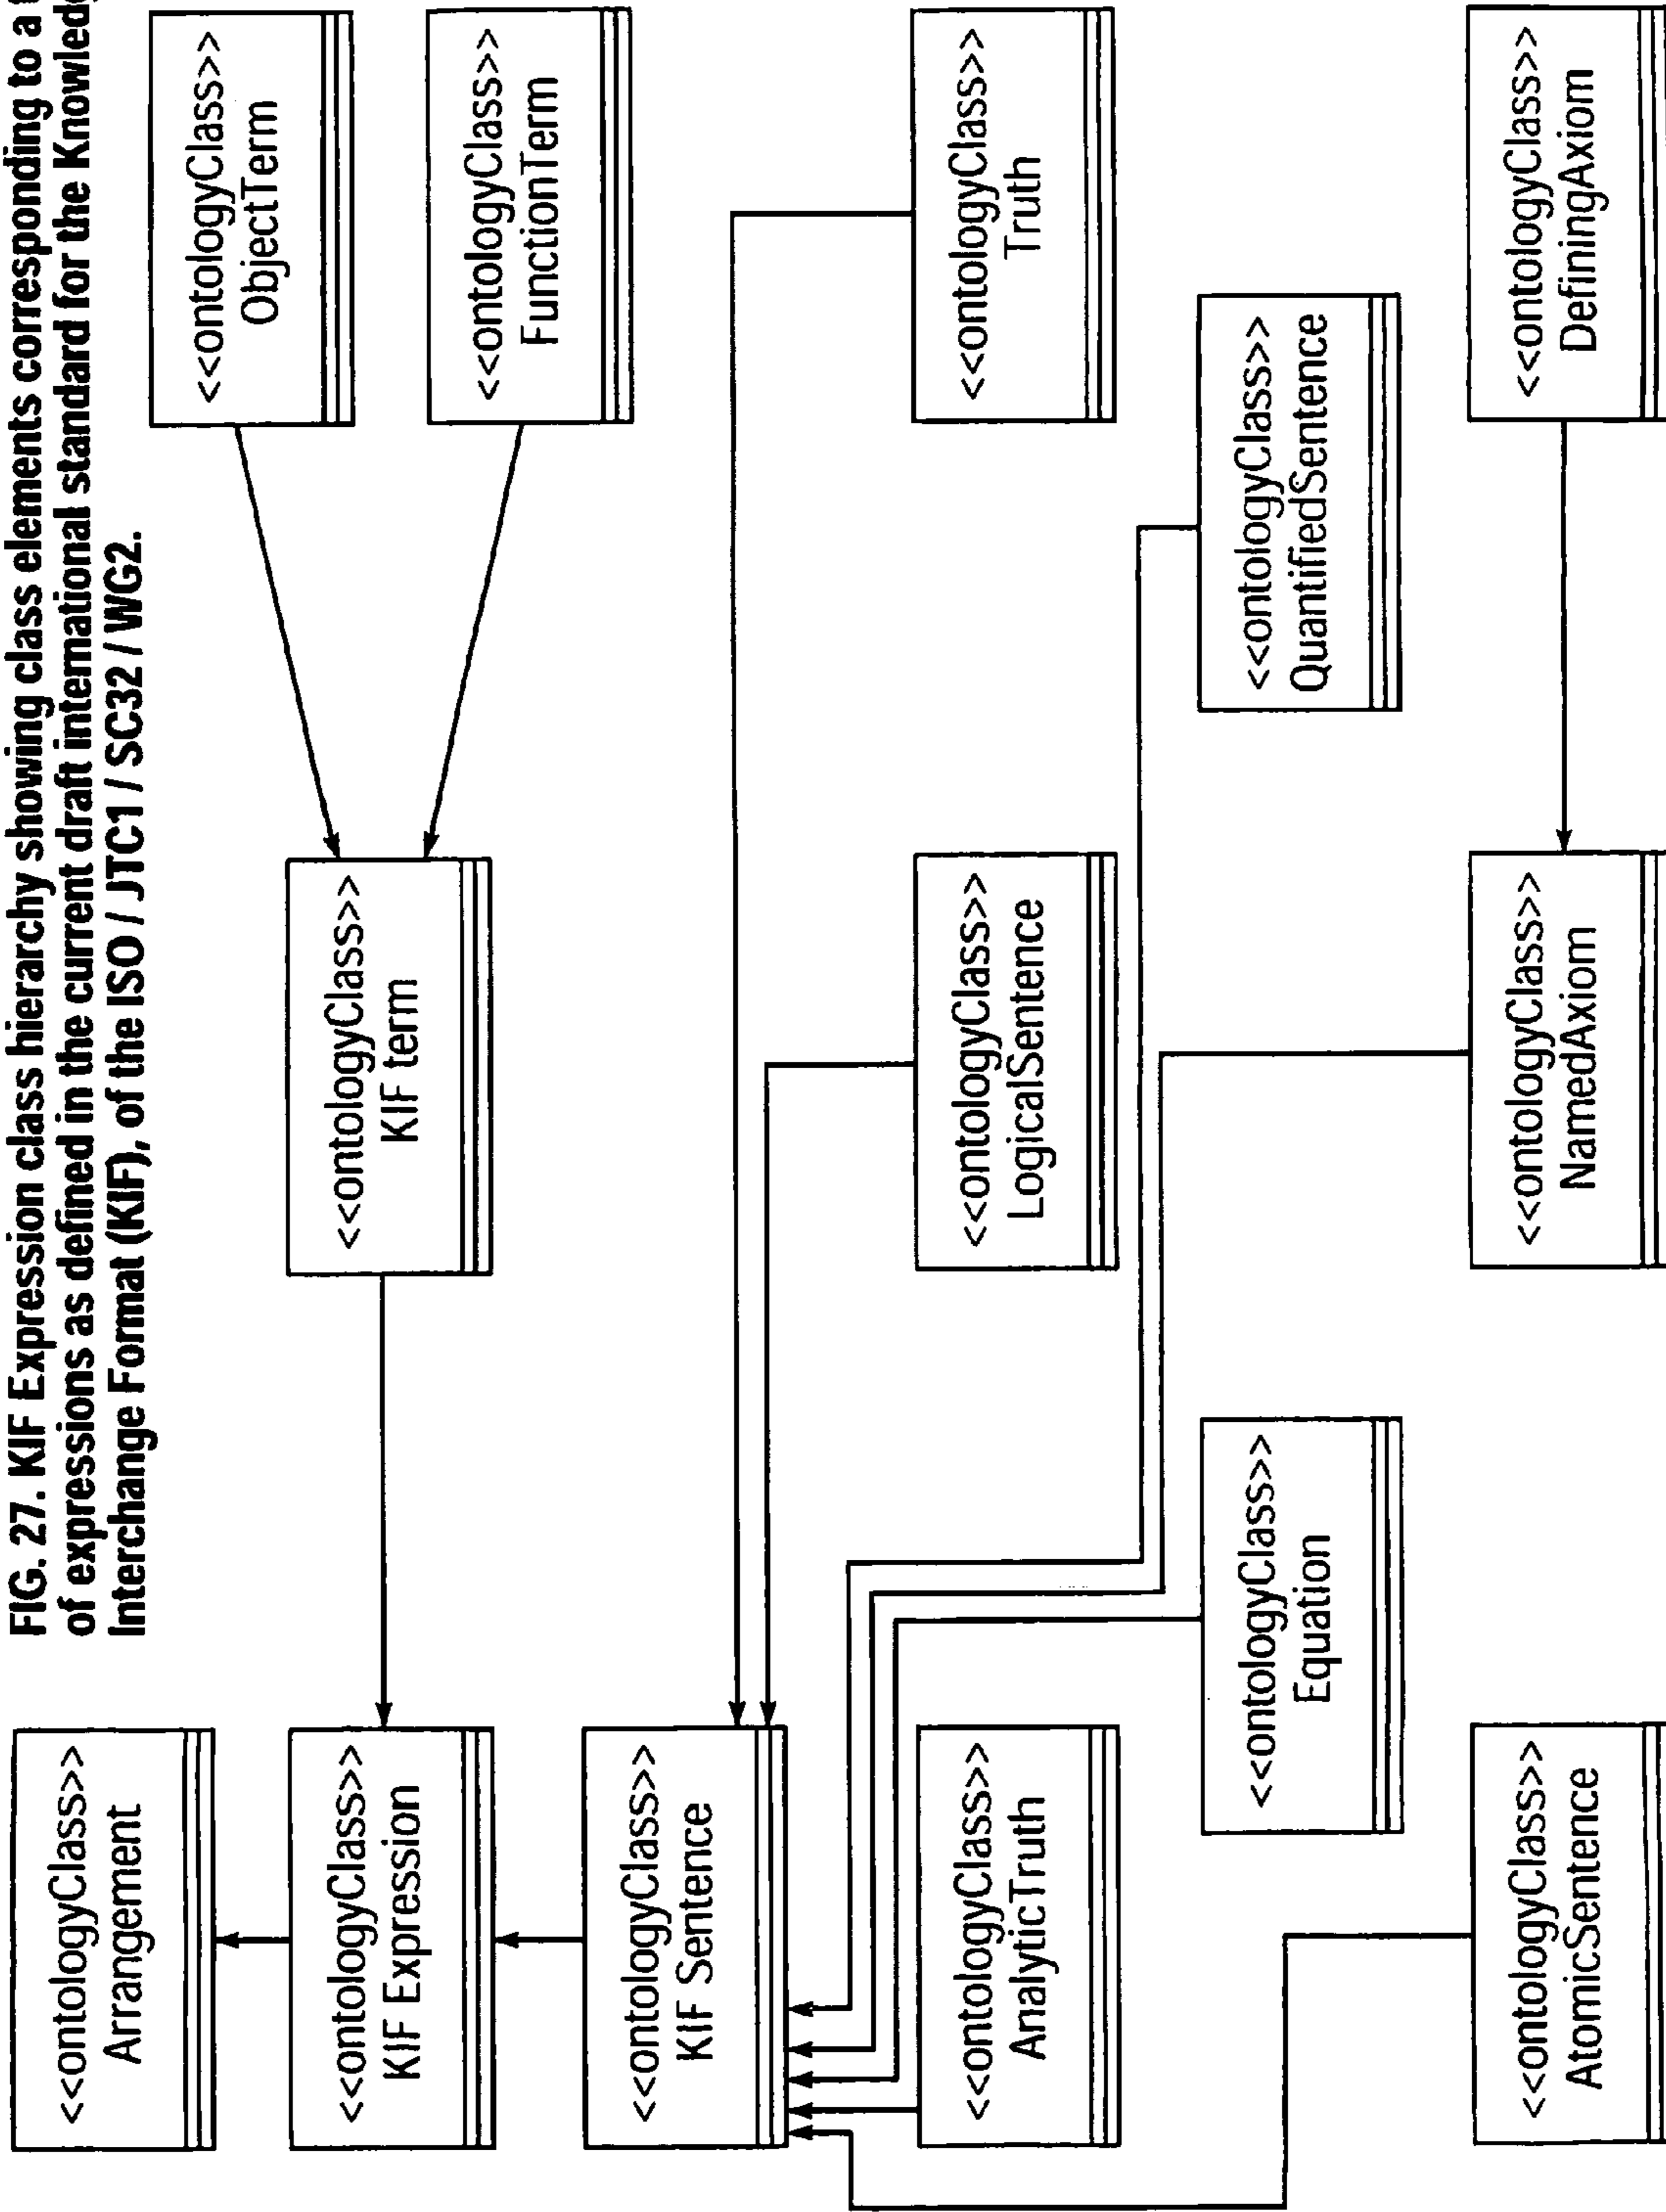 FIG. 27. KIF Expression class hierarchy showing class elements corresponding to a
of expressions as defined in the current draft international standard for the
Interchange Format (KIF), of the ISO / JTC1 / SC32 / WG2.
<<ontologyClass>>
Arrangement
<<ontologyClass>>
KIF Expression
<<ontologyClass>>
KIF term
<<ontologyClass>>
ObjectTerm
<<ontologyClass>>
FunctionTerm
<<ontologyClass>>
KIF Sentence
<<ontologyClass>>
AnalyticTruth
<<ontologyClass>>
LogicalSentence
<<ontologyClass>>
Truth
<<ontologyClass>>
Equation
<<ontologyClass>>
QuantifiedSentence
<<ontologyClass>>
AtomicSentence
<<ontologyClass>>
NamedAxiom
<<ontologyClass>>
DefiningAxiom